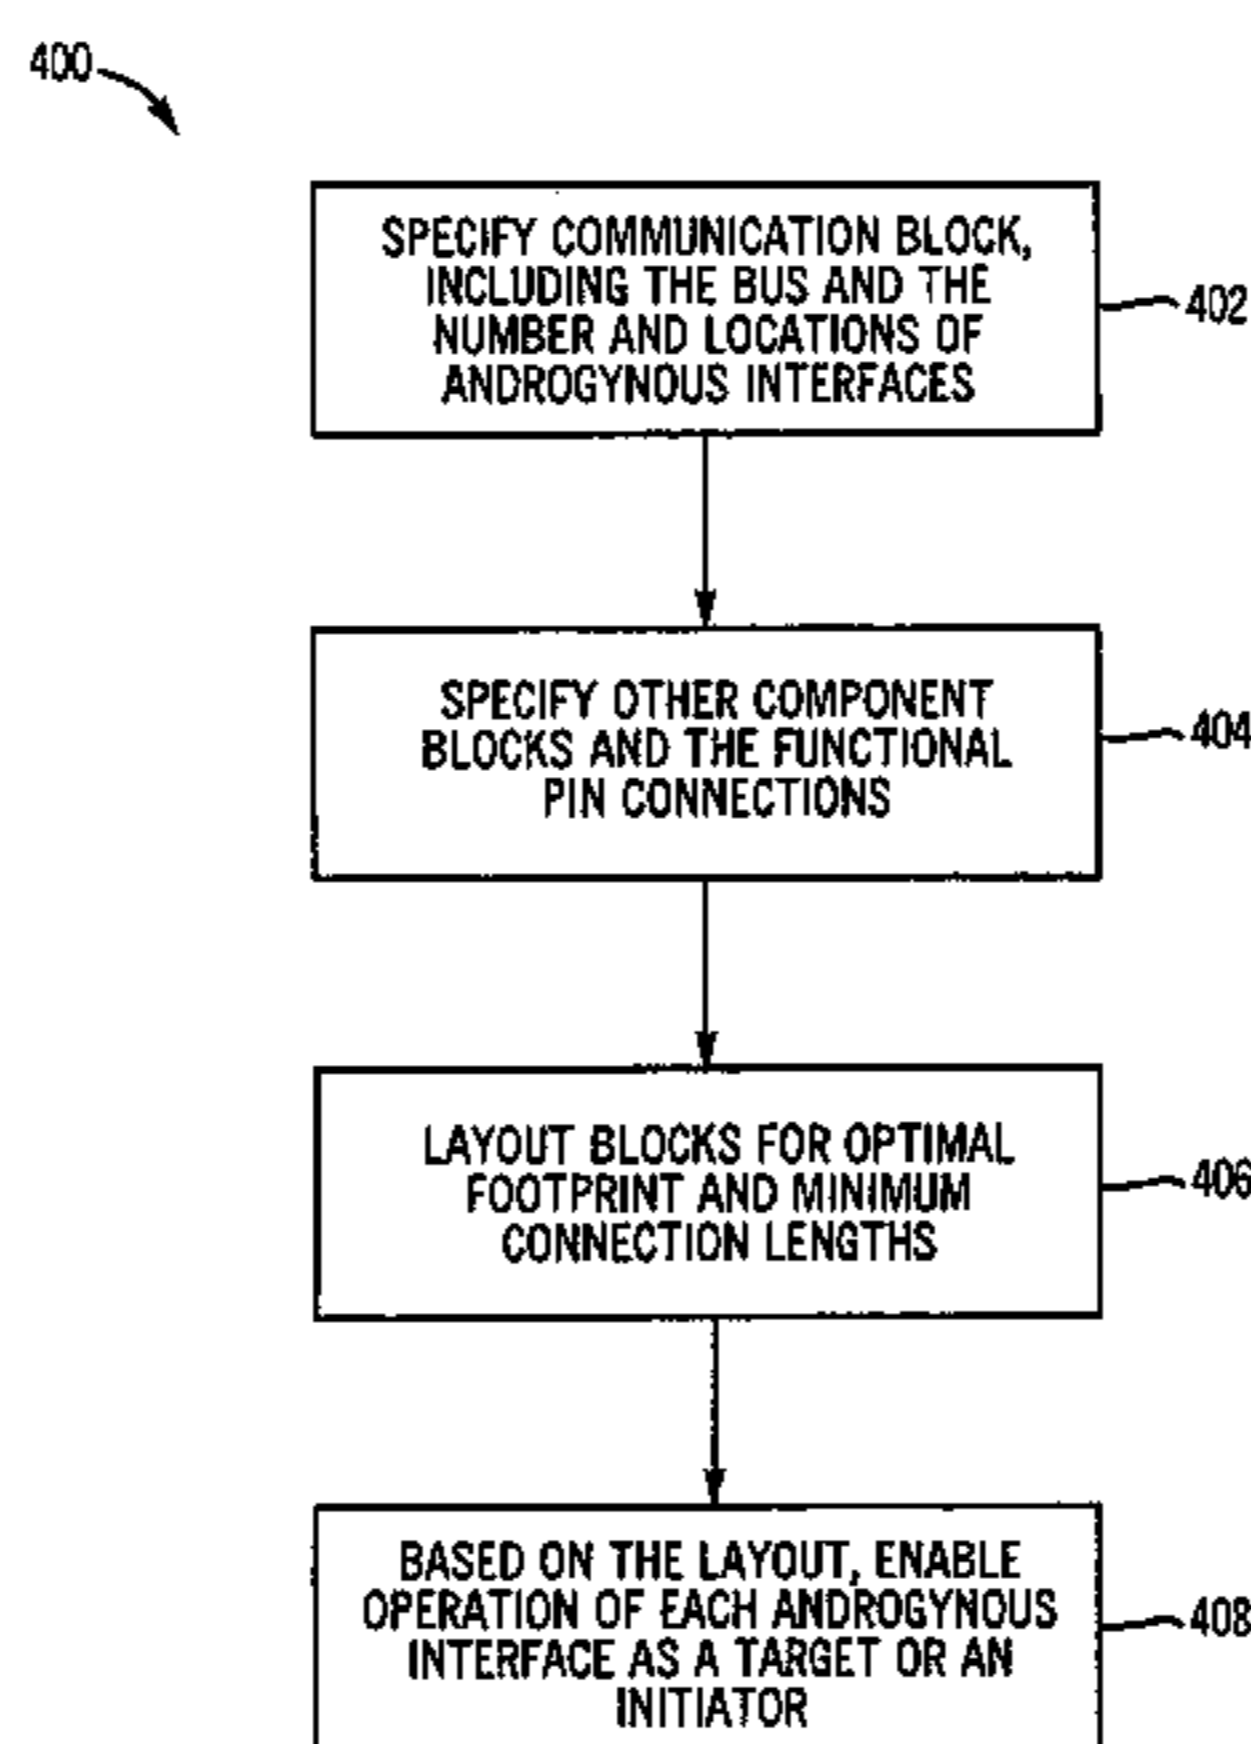 400
SPECIFY COMMUNICATION BLOCK,
INCLUDING THE BUS AND THE
NUMBER AND LOCATIONS OF
ANDROGYNOUS INTERFACES
402
SPECIFY OTHER COMPONENT
BLOCKS AND THE FUNCTIONAL
PIN CONNECTIONS
404
LAYOUT BLOCKS FOR OPTIMAL
FOOTPRINT AND MINIMUM
CONNECTION LENGTHS
406
BASED ON THE LAYOUT, ENABLE
OPERATION OF EACH ANDROGYNOUS
INTERFACE AS A TARGET OR AN
INITIATOR
408